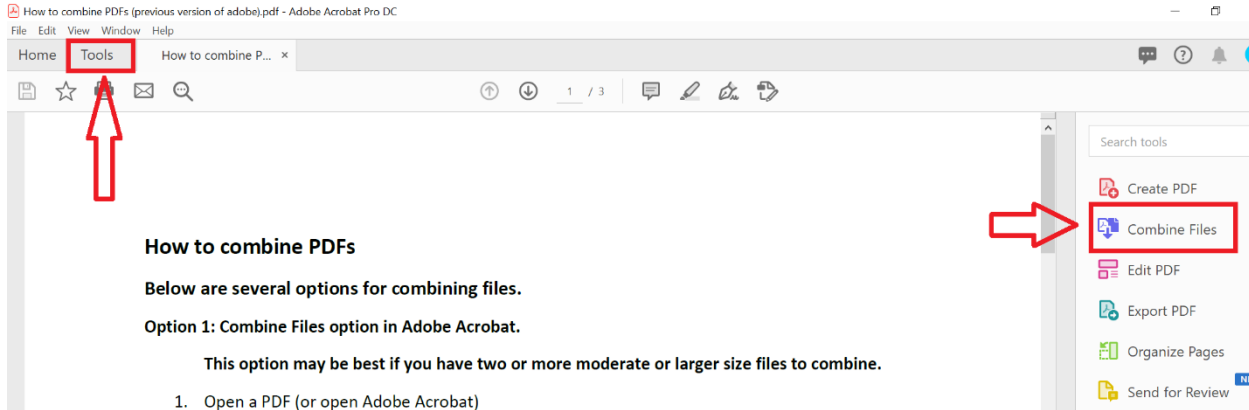 How to combine PDFs (previous version of adobe).pdf - Adobe Acrobat Pro DC
File Edit View Window Help
Home Tools How to combine P... ×
1 / 3
Search tools
Create PDF
Combine Files
Edit PDF
Export PDF
Organize Pages
Send for Review
How to combine PDFs
Below are several options for combining files.
Option 1: Combine Files option in Adobe Acrobat.
This option may be best if you have two or more moderate or larger size files to combine.
1. Open a PDF (or open Adobe Acrobat)